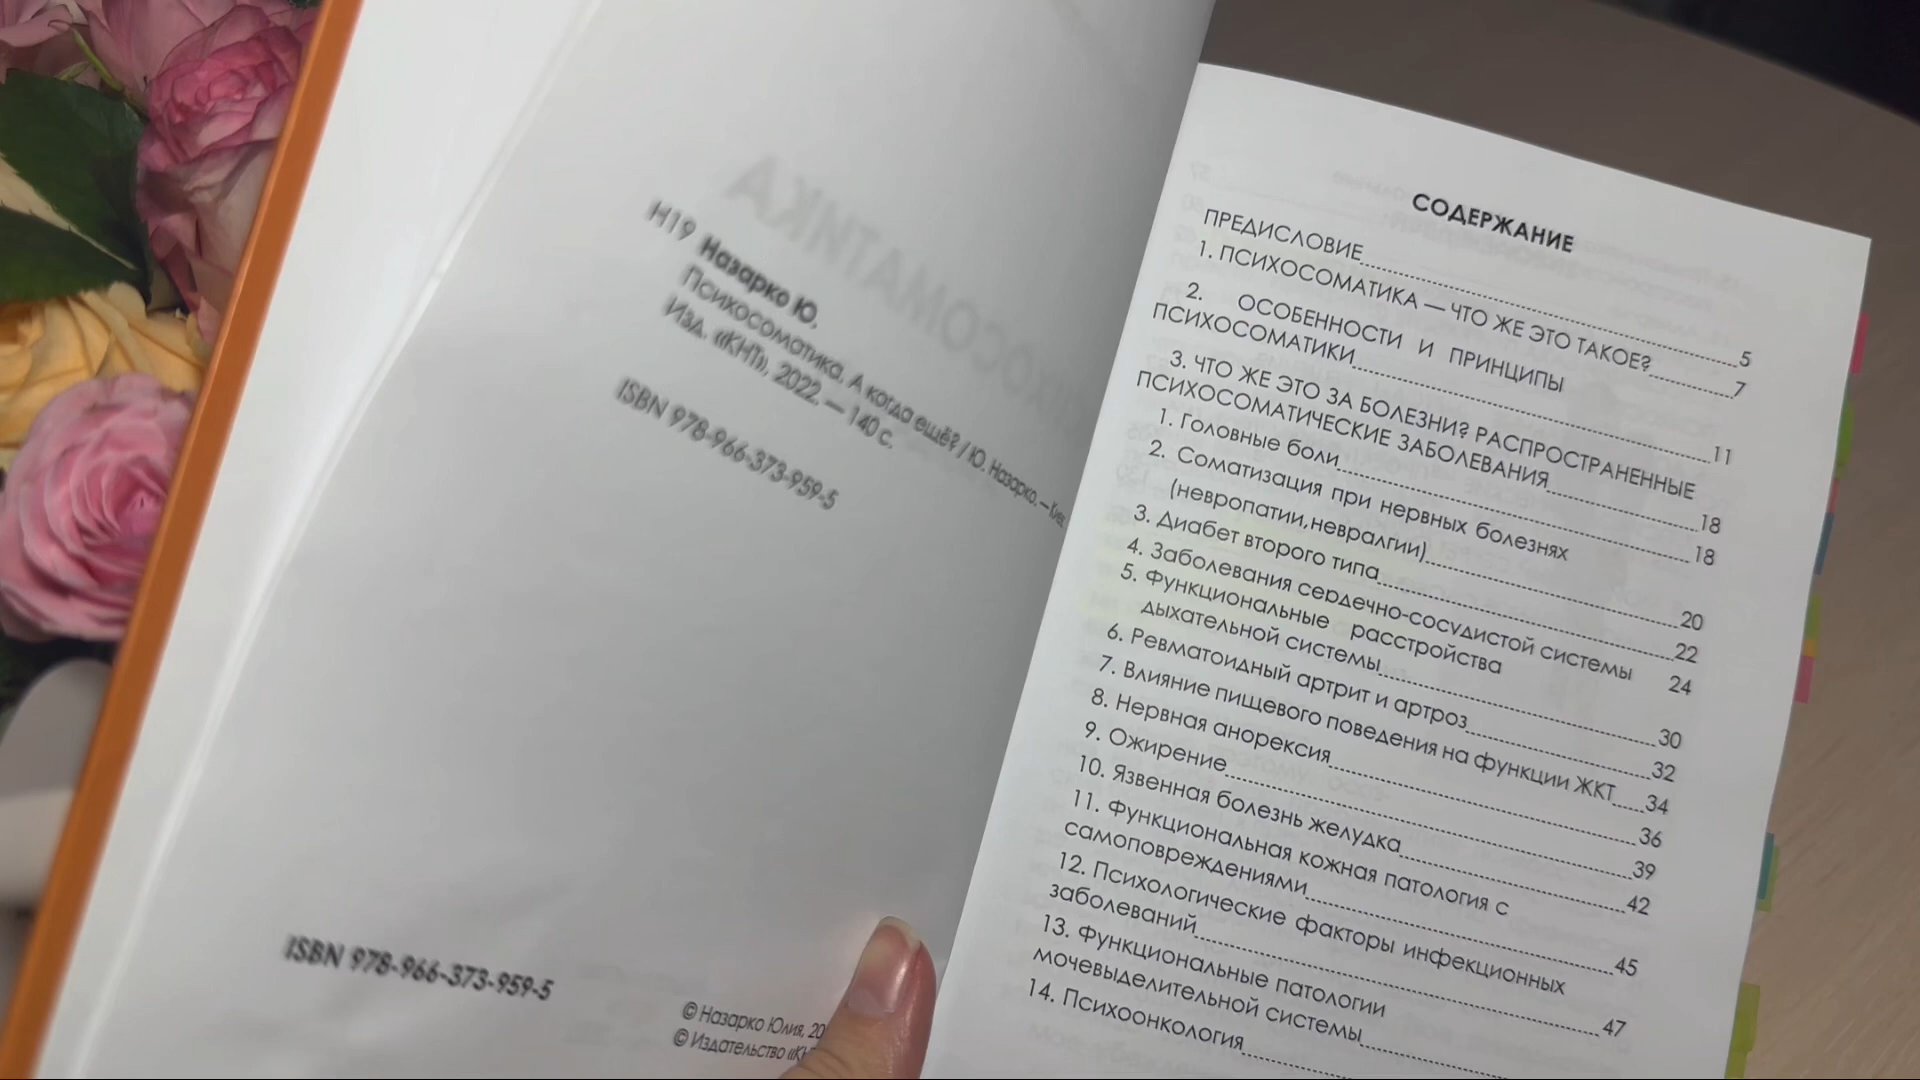 Н19 Назарко Ю.
Психосоматика. А когда ещё? / Ю. Назарко. — Киев:
Изд. «КНТ», 2022. — 140 с.
ISBN 978-966-373-959-5
ISBN 978-966-373-959-5
© Назарко Юлия, 20
© Издательство «КН
СОДЕРЖАНИЕ
ПРЕДИСЛОВИЕ 5
1. ПСИХОСОМАТИКА — ЧТО ЖЕ ЭТО ТАКОЕ? 7
2. ОСОБЕННОСТИ И ПРИНЦИПЫ
ПСИХОСОМАТИКИ 11
3. ЧТО ЖЕ ЭТО ЗА БОЛЕЗНИ? РАСПРОСТРАНЕННЫЕ
ПСИХОСОМАТИЧЕСКИЕ ЗАБОЛЕВАНИЯ 18
1. Головные боли 18
2. Соматизация при нервных болезнях
(невропатии,невралгии) 20
3. Диабет второго типа 22
4. Заболевания сердечно-сосудистой системы 24
5. Функциональные расстройства
дыхательной системы 30
6. Ревматоидный артрит и артроз 32
7. Влияние пищевого поведения на функции ЖКТ 34
8. Нервная анорексия 36
9. Ожирение 39
10. Язвенная болезнь желудка 42
11. Функциональная кожная патология с
самоповреждениями 45
12. Психологические факторы инфекционных
заболеваний 47
13. Функциональные патологии
мочевыделительной системы
14. Психоонкология